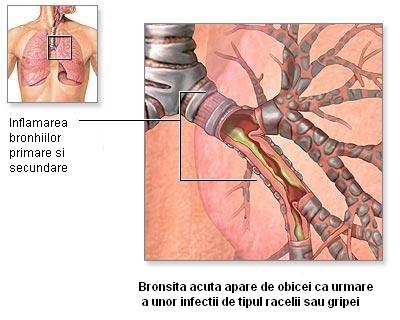 Inflamarea
bronhiilor
primare si
secundare
Bronsita acuta apare de obicei ca urmare
a unor infectii de tipul racelii sau gripei